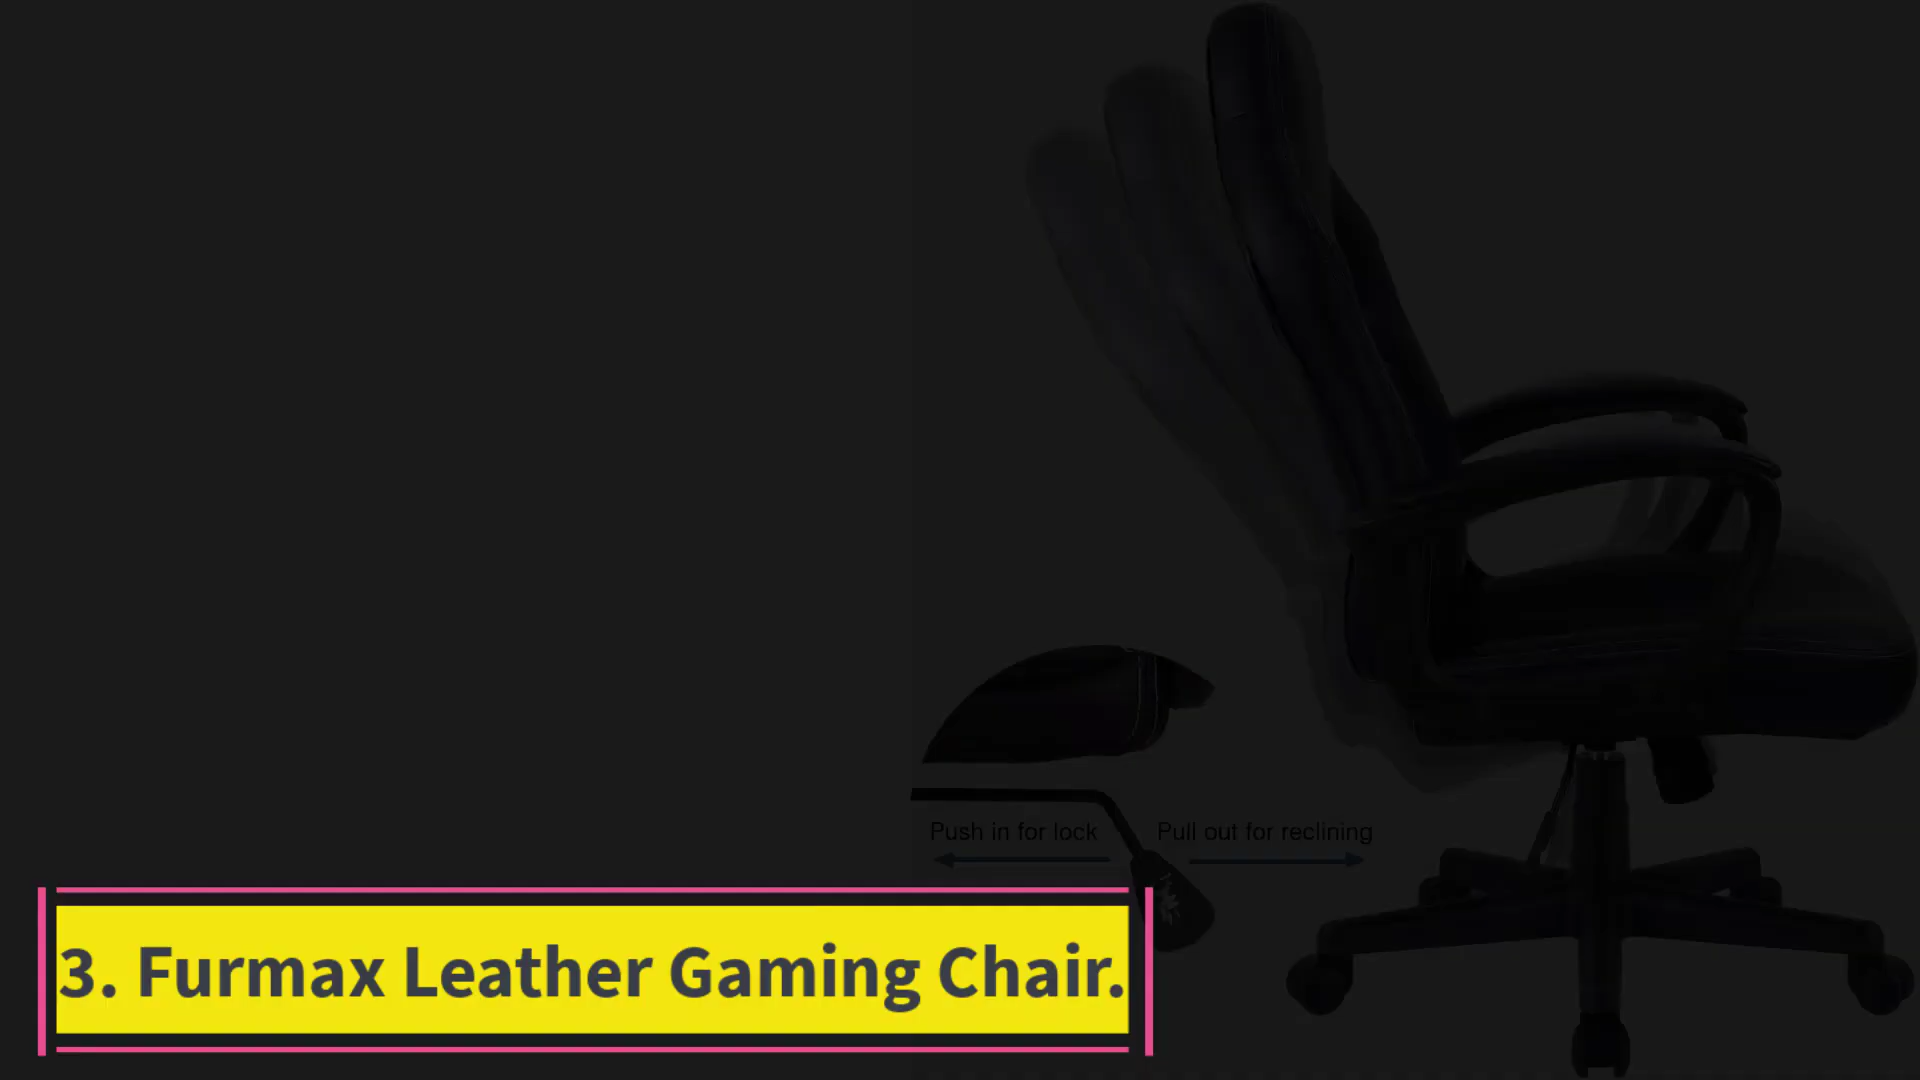 Push in for lock
Pull out for reclining
3. Furmax Leather Gaming Chair.